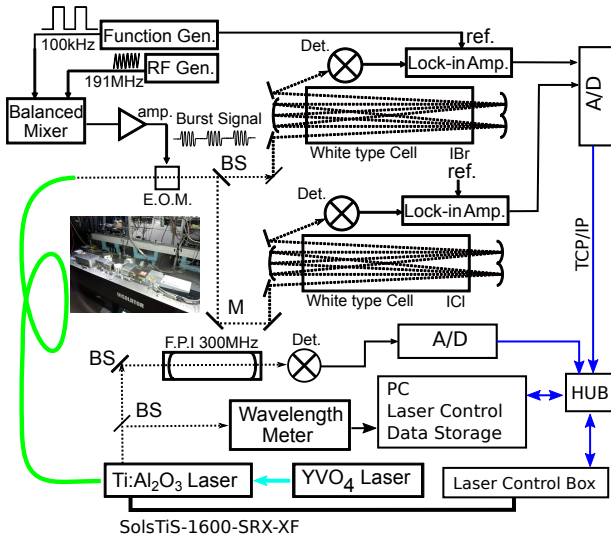 Function Gen.
100kHz
RF Gen.
191MHz
Balanced
Mixer
amp.
Burst Signal
E.O.M.
BS
Det.
ref.
Lock-in Amp.
A/D
White type Cell
IBr
Det.
ref.
Lock-in Amp.
White type Cell
ICl
TCP/IP
M
F.P.I 300MHz
Det.
A/D
BS
BS
Wavelength
Meter
PC
Laser Control
Data Storage
HUB
Ti:Al₂O₃ Laser
YVO₄ Laser
Laser Control Box
SolsTiS-1600-SRX-XF